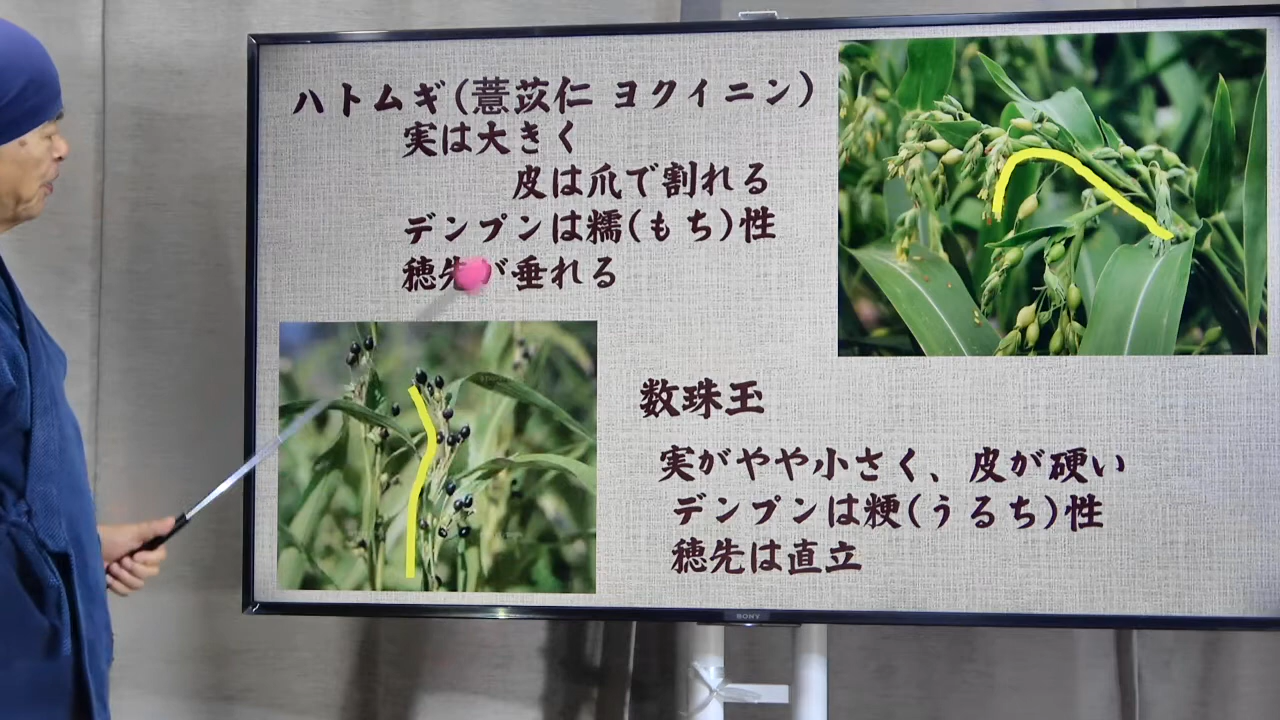 ハトムギ(薏苡仁 ヨクイニン)
実は大きく
皮は爪で割れる
デンプンは糯(もち)性
穂先が垂れる
数珠玉
実がやや小さく、皮が硬い
デンプンは粳(うるち)性
穂先は直立
SONY